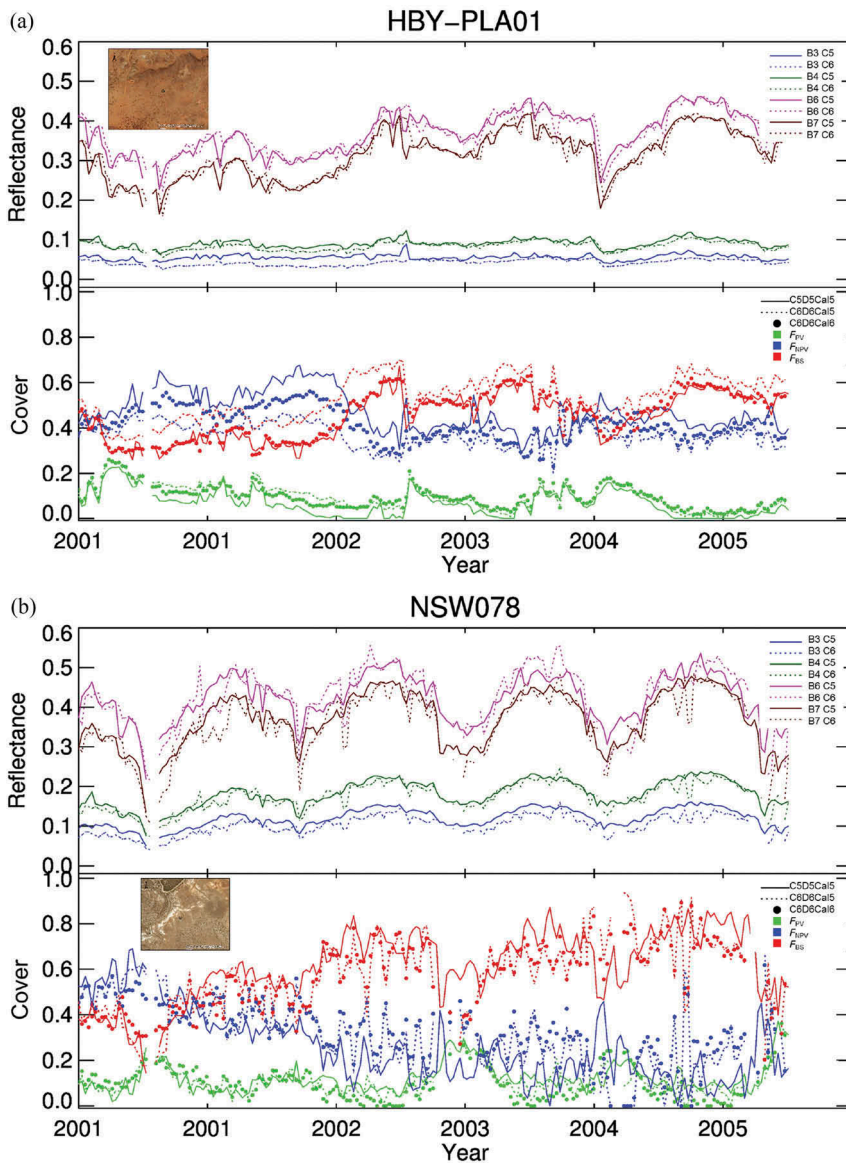 (a)
HBY-PLA01
0.6
0.5
0.4
0.3
0.2
0.1
0.0
Reflectance
B3 C5
B3 C6
B4 C5
B4 C6
B6 C5
B6 C6
B7 C5
B7 C6
1.0
0.8
0.6
0.4
0.2
0.0
Cover
C5D5Cal5
C6D6Cal5
C6D6Cal6
FPV
FNPV
FBS
2001 2001 2002 2003 2004 2005
Year
(b)
NSW078
0.6
0.5
0.4
0.3
0.2
0.1
0.0
Reflectance
B3 C5
B3 C6
B4 C5
B4 C6
B6 C5
B6 C6
B7 C5
B7 C6
1.0
0.8
0.6
0.4
0.2
0.0
Cover
C5D5Cal5
C6D6Cal5
C6D6Cal6
FPV
FNPV
FBS
2001 2001 2002 2003 2004 2005
Year